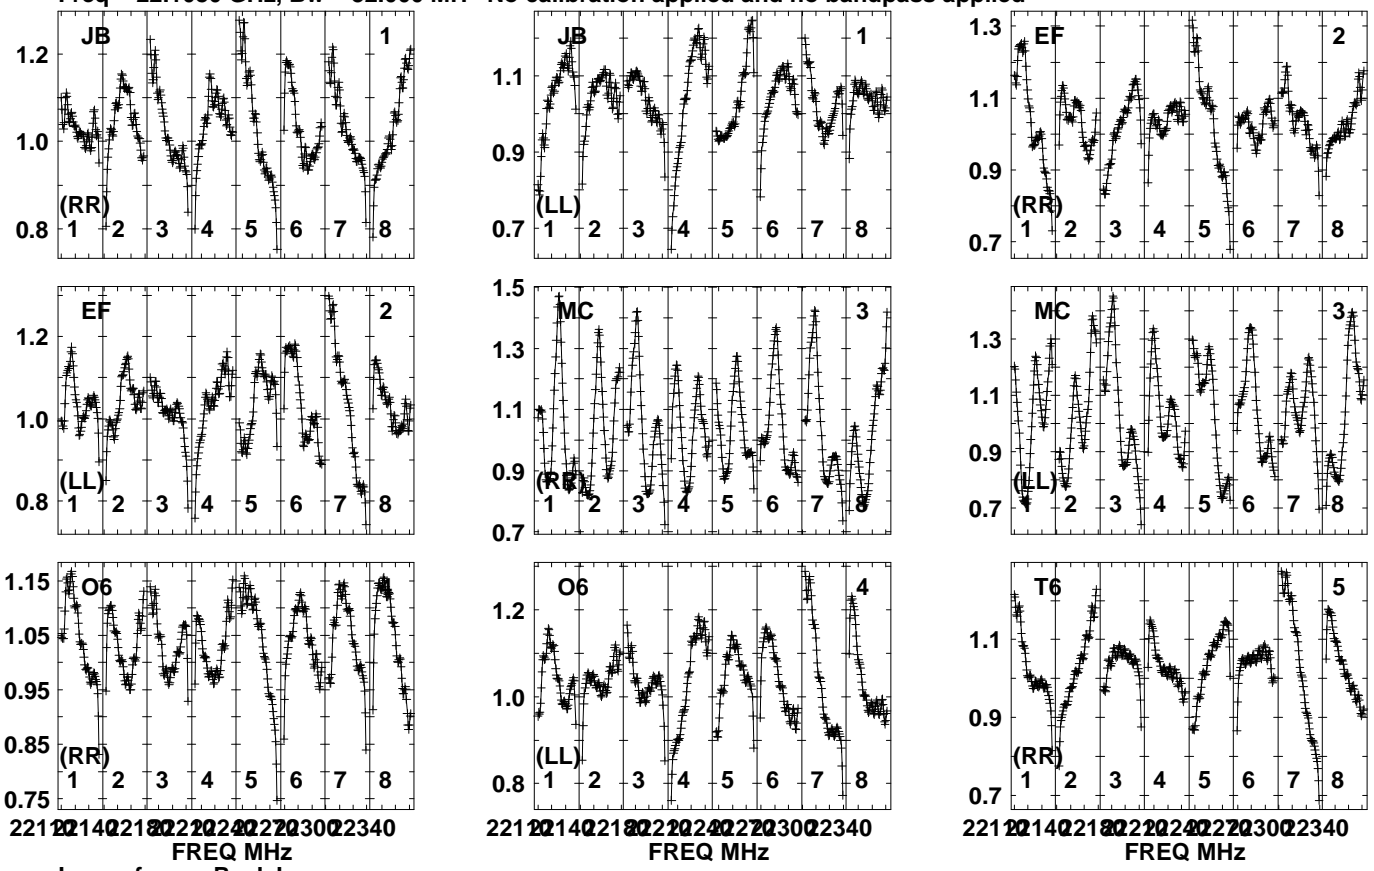 No calibration applied and no bandpass applied
JB 1
1.2
1.0
0.8
(RR)
1 2 3 4 5 6 7 8
JB 1
1.1
0.9
0.7
(LL)
1 2 3 4 5 6 7 8
EF 2
1.3
1.1
0.9
0.7
(RR)
1 2 3 4 5 6 7 8
EF 2
1.2
1.0
0.8
(LL)
1 2 3 4 5 6 7 8
MC 3
1.5
1.3
1.1
0.9
0.7
(RR)
1 2 3 4 5 6 7 8
MC 3
1.3
1.1
0.9
0.7
(LL)
1 2 3 4 5 6 7 8
O6 4
1.15
1.05
0.95
0.85
0.75
(RR)
1 2 3 4 5 6 7 8
O6 4
1.2
1.0
0.8
(LL)
1 2 3 4 5 6 7 8
T6 5
1.1
0.9
0.7
(RR)
1 2 3 4 5 6 7 8
22340 22340 22340
FREQ MHz FREQ MHz FREQ MHz